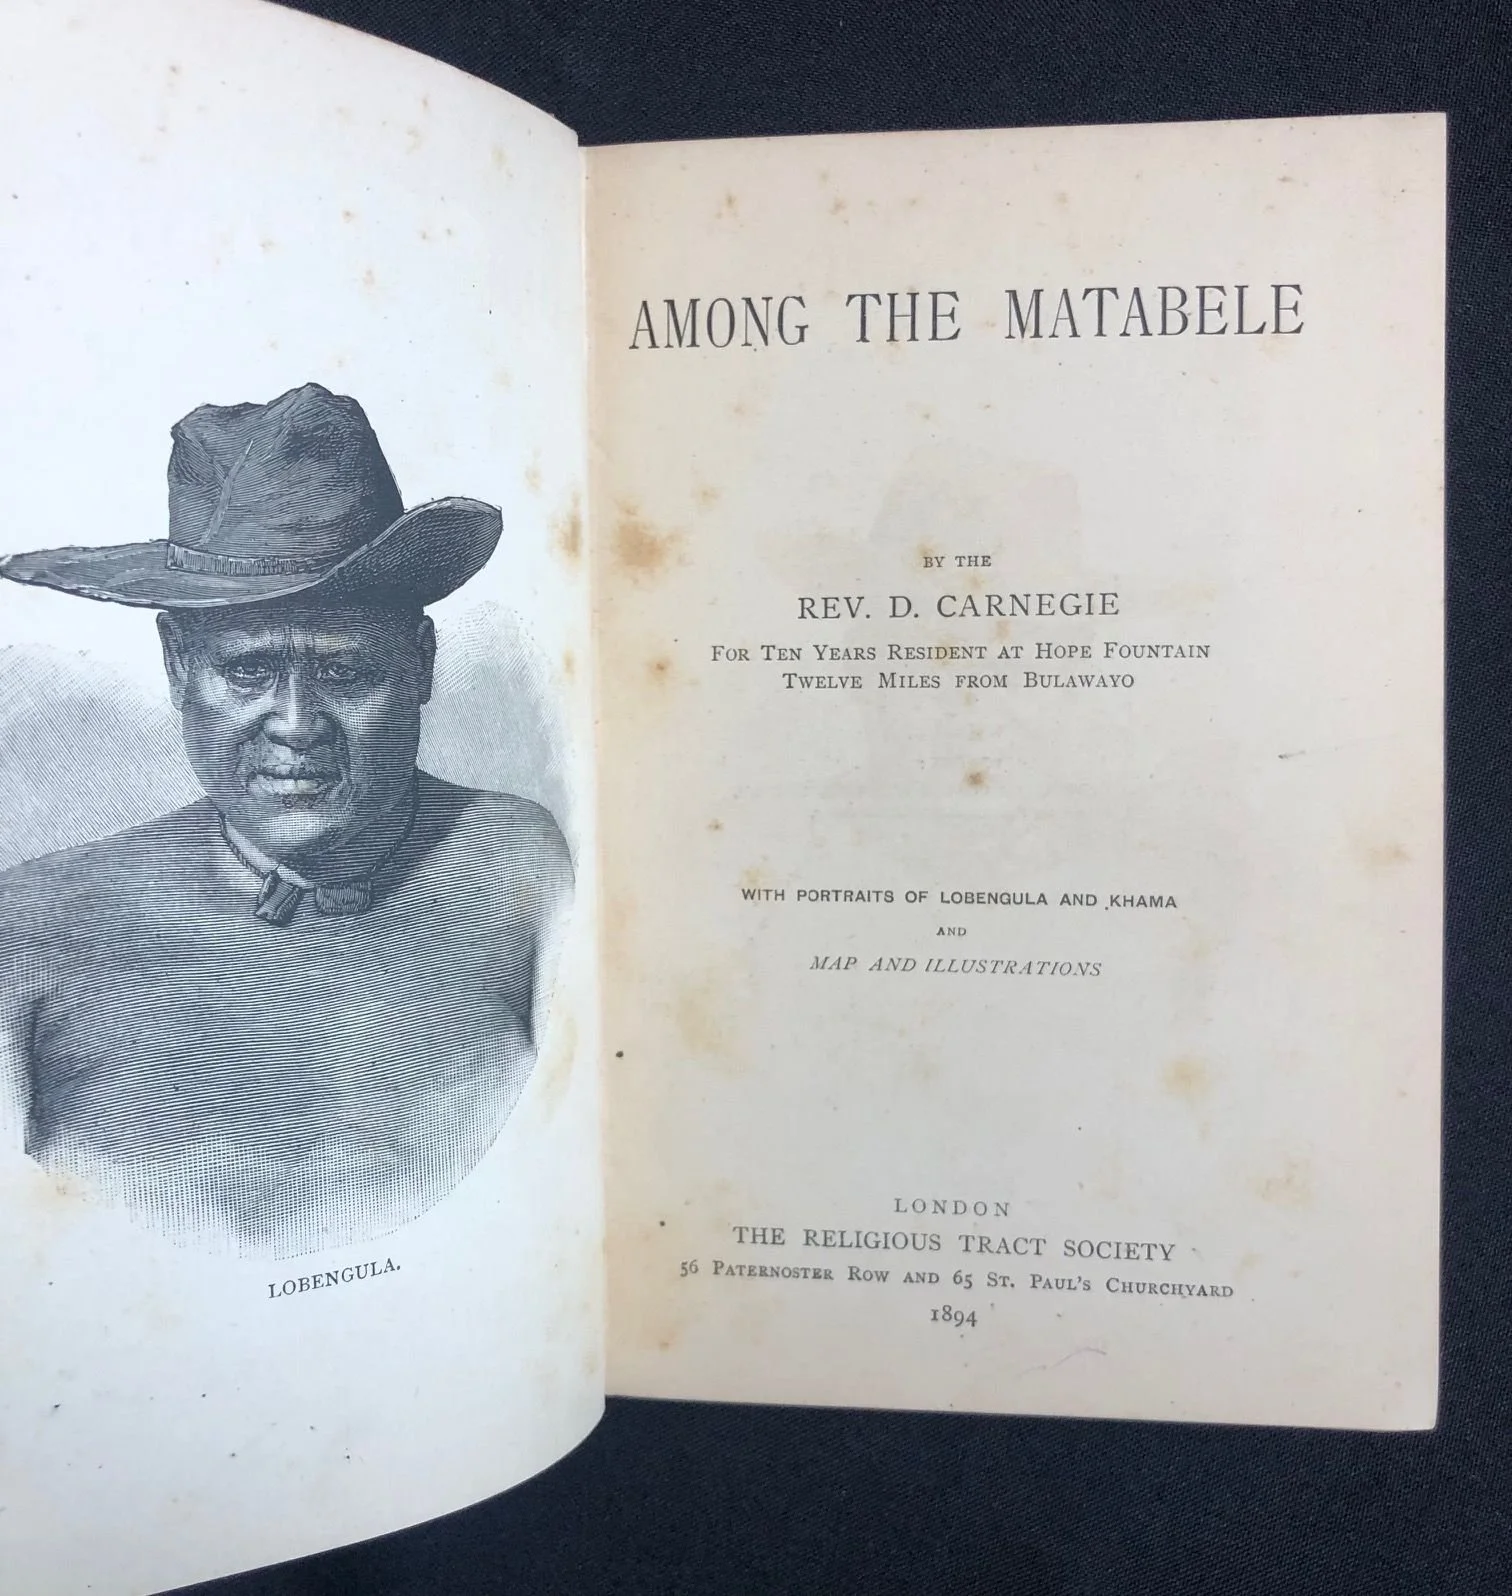 LOBENGULA.
AMONG THE MATABELE
BY THE
REV. D. CARNEGIE
FOR TEN YEARS RESIDENT AT HOPE FOUNTAIN
TWELVE MILES FROM BULAWAYO
WITH PORTRAITS OF LOBENGULA AND KHAMA
AND
MAP AND ILLUSTRATIONS
LONDON
THE RELIGIOUS TRACT SOCIETY
56 PATERNOSTER ROW AND 65 ST. PAUL'S CHURCHYARD
1894